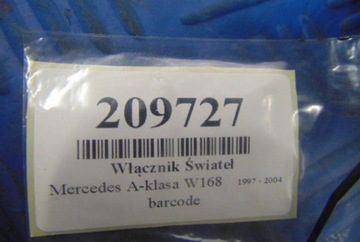 209727
Włącznik Świateł
Mercedes A-klasa W168 1997 - 2004
barcode